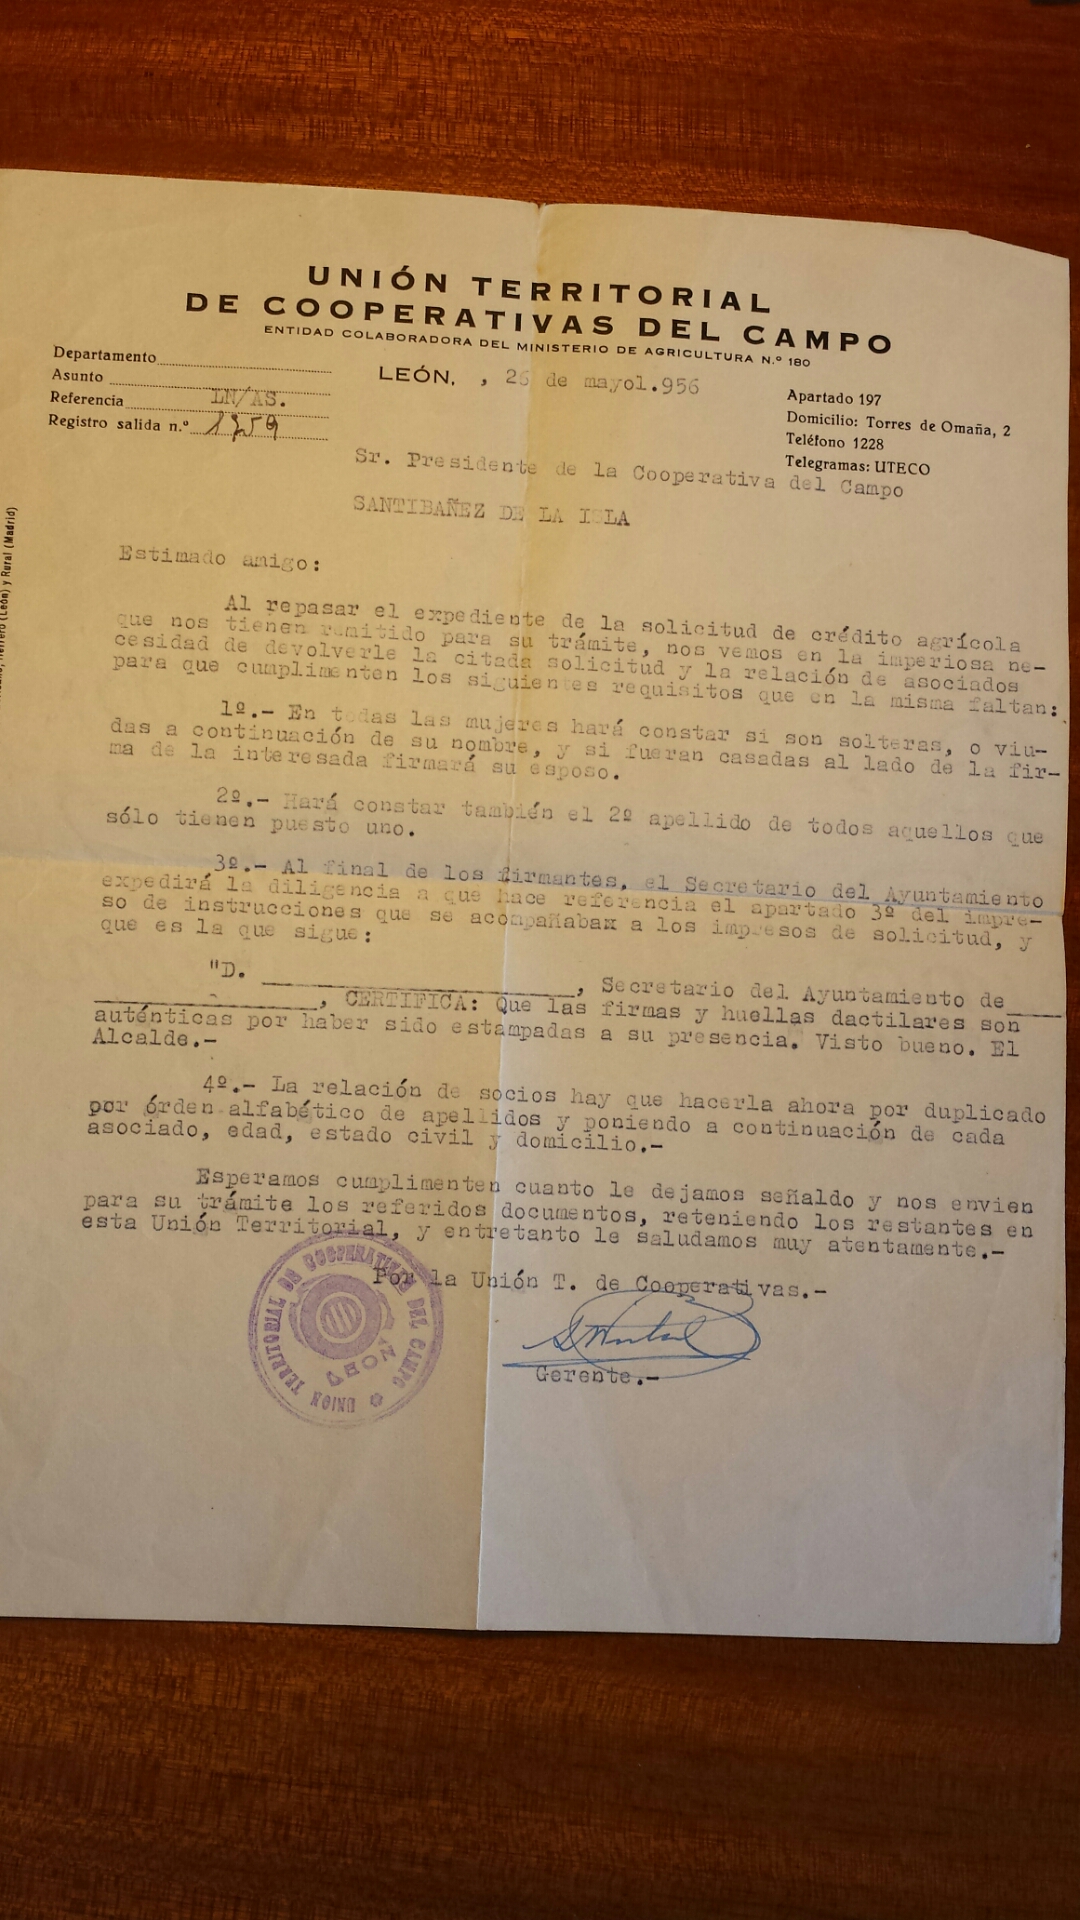 UNIÓN TERRITORIAL
DE COOPERATIVAS DEL CAMPO
ENTIDAD COLABORADORA DEL MINISTERIO DE AGRICULTURA N.º 180
Departamento
Asunto
Referencia LN/AS.
Registro salida n.º 1759
LEÓN, , 26 de mayol.956
Apartado 197
Domicilio: Torres de Omaña, 2
Teléfono 1228
Telegramas: UTECO
Sr. Presidente de la Cooperativa del Campo
SANTIBAÑEZ DE LA ISLA
Estimado amigo:
Al repasar el expediente de la solicitud de crédito agrícola
que nos tienen remitido para su trámite, nos vemos en la imperiosa ne-
cesidad de devolverle la citada solicitud y la relación de asociados
para que cumplimenten los siguientes requisitos que en la misma faltan:
1º.- En todas las mujeres hará constar si son solteras, o viu-
das a continuación de su nombre, y si fueran casadas al lado de la fir-
ma de la interesada firmará su esposo.
2º.- Hará constar también el 2º apellido de todos aquellos que
sólo tienen puesto uno.
3º.- Al final de los firmantes, el Secretario del Ayuntamiento
expedirá la diligencia a que hace referencia el apartado 3º del impre-
so de instrucciones que se acompañabax a los impresos de solicitud, y
que es la que sigue:
"D. , Secretario del Ayuntamiento de
, CERTIFICA: Que las firmas y huellas dactilares son
auténticas por haber sido estampadas a su presencia. Visto bueno. El
Alcalde.-
4º.- La relación de socios hay que hacerla ahora por duplicado
por órden alfabético de apellidos y poniendo a continuación de cada
asociado, edad, estado civil y domicilio.-
Esperamos cumplimenten cuanto le dejamos señaldo y nos envien
para su trámite los referidos documentos, reteniendo los restantes en
esta Unión Territorial, y entretanto le saludamos muy atentamente.-
Por la Unión T. de Cooperativas.-
Gerente.-
UNION TERRITORIAL DE COOPERATIVAS DEL CAMPO
LEON
(León) y Rural (Madrid)